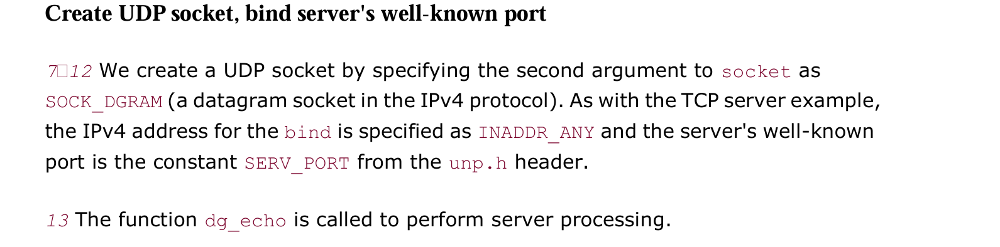 Create UDP socket, bind server's well-known port
7□12 We create a UDP socket by specifying the second argument to socket as
SOCK_DGRAM (a datagram socket in the IPv4 protocol). As with the TCP server example,
the IPv4 address for the bind is specified as INADDR_ANY and the server's well-known
port is the constant SERV_PORT from the unp.h header.
13 The function dg_echo is called to perform server processing.